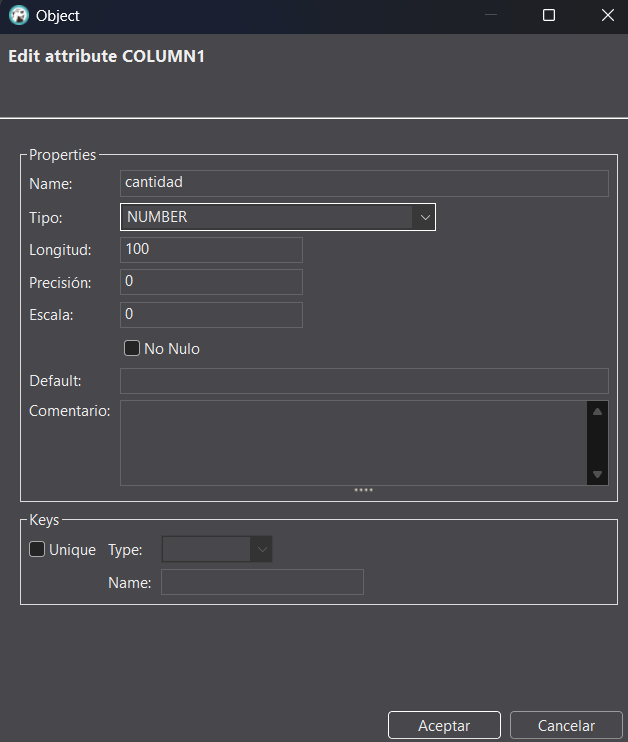 Object
Edit attribute COLUMN1
Properties
Name: cantidad
Tipo: NUMBER
Longitud: 100
Precisión: 0
Escala: 0
No Nulo
Default:
Comentario:
Keys
Unique Type:
Name:
Aceptar Cancelar